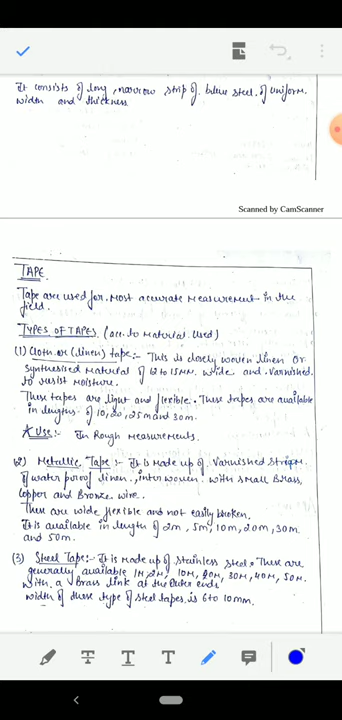 It consists of long, narrow strip of blue steel of uniform
width and thickness
Scanned by CamScanner
TAPE
Tape are used for most accurate measurement in the
field.
TYPES OF TAPES (acc. to material used)
(1) Cloth or (linen) tape:- This is closely woven linen or
synthesised material of 12 to 15mm wide and varnished
to resist moisture.
These tapes are light and flexible. These tapes are available
in lengths of 10, 20, 25m and 30m.
* Use:- In Rough measurements.
(2) Metallic Tape:- It is made up of varnished strips
of water proof linen, interwoven with small Brass,
Copper and Bronze wire.
These are wide flexible and not easily broken.
It is available in length of 2m, 5m, 10m, 20m, 30m
and 50m.
(3) Steel Tape:- It is made up of stainless steel. These are
generally available 1m, 2m, 10m, 20m, 30m, 40m, 50m.
with a Brass link at the outer ends
width of these type of steel tapes is 6 to 10mm.
T T T